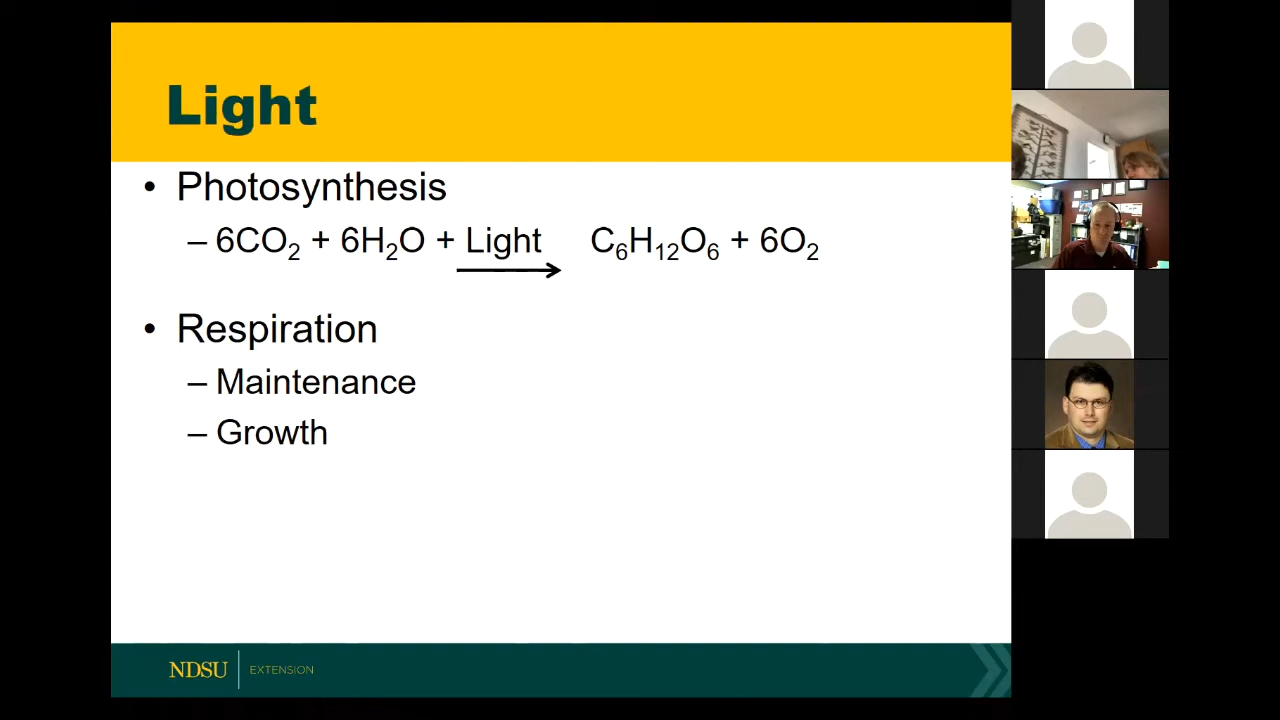 Light
• Photosynthesis
– 6CO₂ + 6H₂O + Light C₆H₁₂O₆ + 6O₂
• Respiration
– Maintenance
– Growth
NDSU EXTENSION